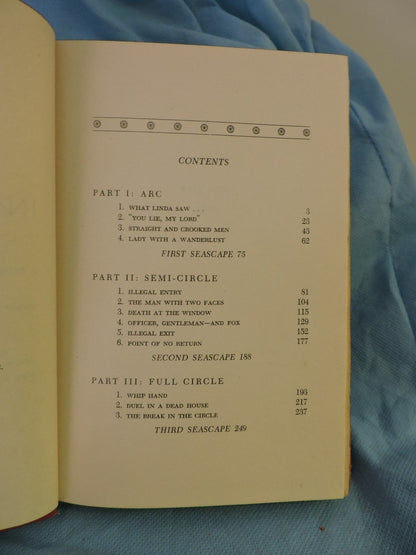 CONTENTS
PART I: ARC
1. WHAT LINDA SAW . . . 3
2. "YOU LIE, MY LORD" 23
3. STRAIGHT AND CROOKED MEN 43
4. LADY WITH A WANDERLUST 62
FIRST SEASCAPE 75
PART II: SEMI-CIRCLE
1. ILLEGAL ENTRY 81
2. THE MAN WITH TWO FACES 104
3. DEATH AT THE WINDOW 115
4. OFFICER, GENTLEMAN—AND FOX 129
5. ILLEGAL EXIT 152
6. POINT OF NO RETURN 177
SECOND SEASCAPE 188
PART III: FULL CIRCLE
1. WHIP HAND 193
2. DUEL IN A DEAD HOUSE 217
3. THE BREAK IN THE CIRCLE 237
THIRD SEASCAPE 249